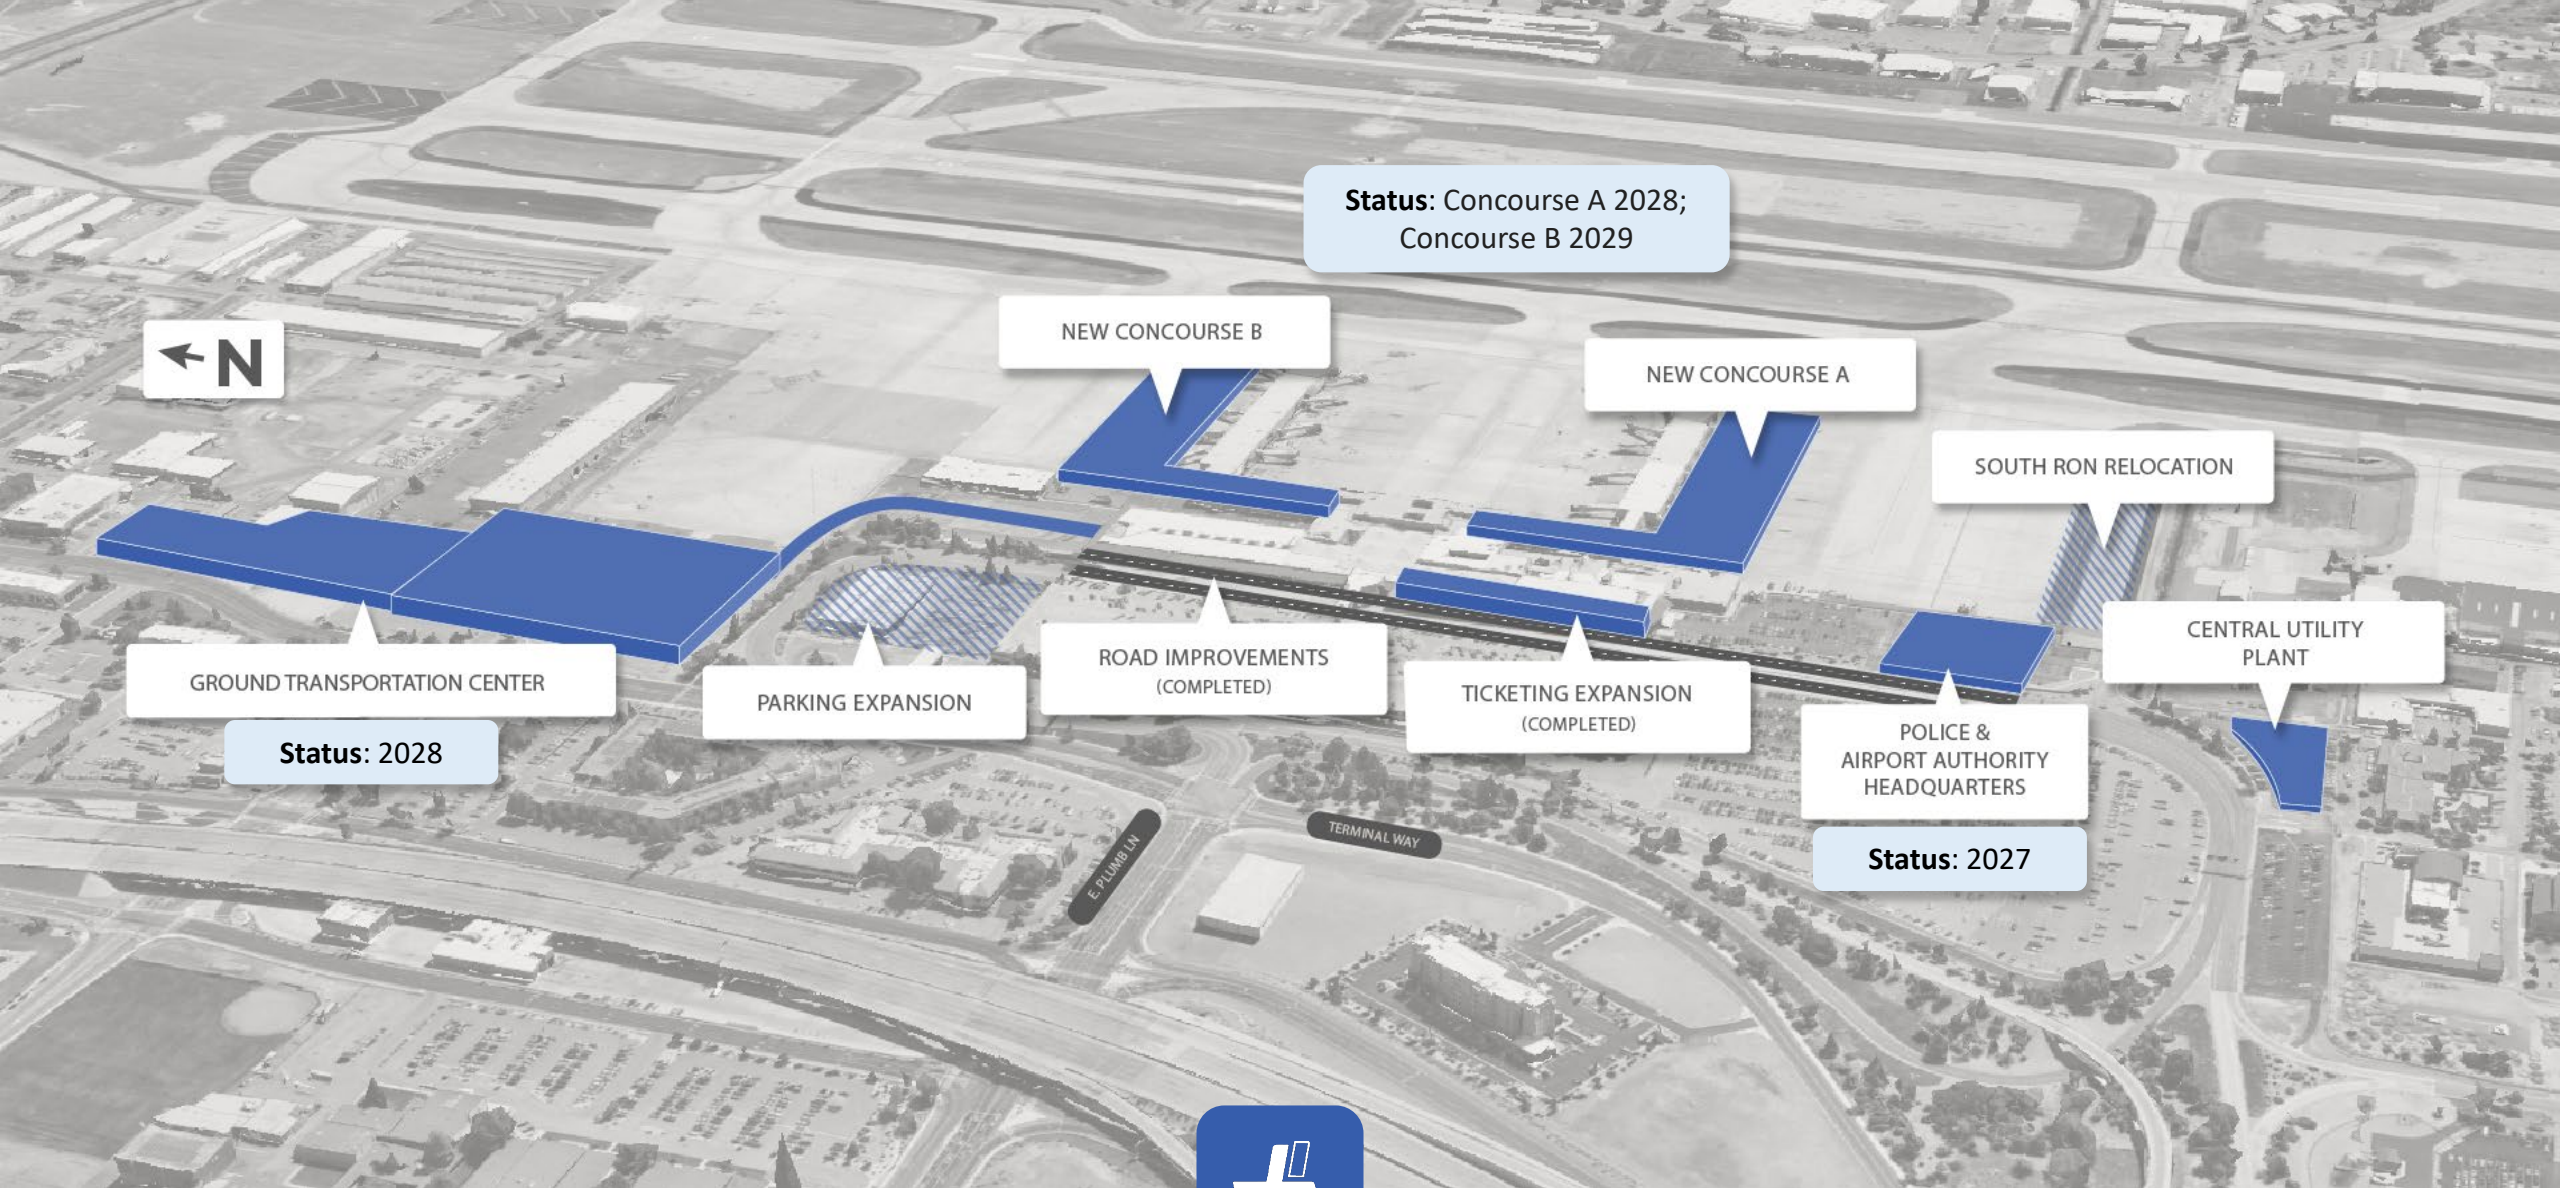 Status: Concourse A 2028;
Concourse B 2029
NEW CONCOURSE B
N
NEW CONCOURSE A
SOUTH RON RELOCATION
CENTRAL UTILITY
PLANT
GROUND TRANSPORTATION CENTER
Status: 2028
PARKING EXPANSION
ROAD IMPROVEMENTS
(COMPLETED)
TICKETING EXPANSION
(COMPLETED)
POLICE &
AIRPORT AUTHORITY
HEADQUARTERS
Status: 2027
E. PLUMB LN
TERMINAL WAY